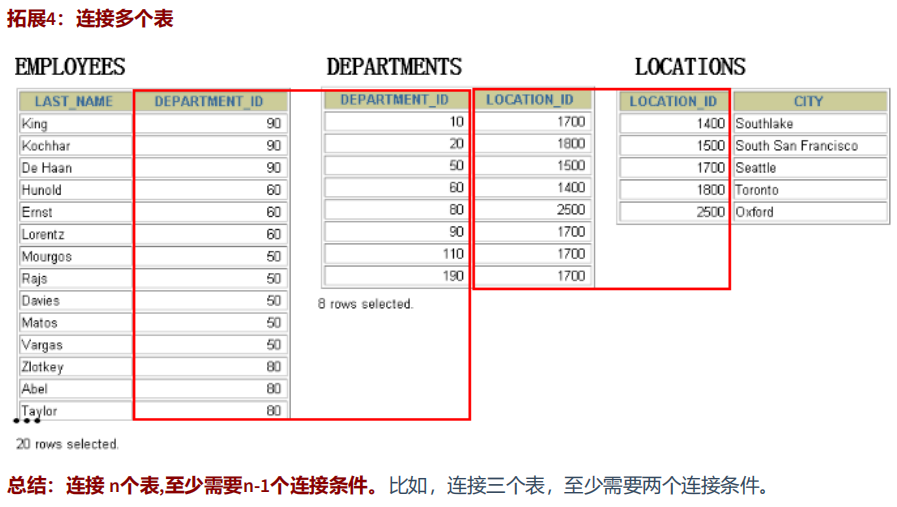 拓展4：连接多个表
EMPLOYEES DEPARTMENTS LOCATIONS
LAST_NAME DEPARTMENT_ID DEPARTMENT_ID LOCATION_ID LOCATION_ID CITY
King 90 10 1700 1400 Southlake
Kochhar 90 20 1800 1500 South San Francisco
De Haan 90 50 1500 1700 Seattle
Hunold 60 60 1400 1800 Toronto
Ernst 60 80 2500 2500 Oxford
Lorentz 60 90 1700
Mourgos 50 110 1700
Rajs 50 190 1700
Davies 50 8 rows selected.
Matos 50
Vargas 50
Zlotkey 80
Abel 80
Taylor 80
...
20 rows selected.
总结：连接 n个表,至少需要n-1个连接条件。比如，连接三个表，至少需要两个连接条件。